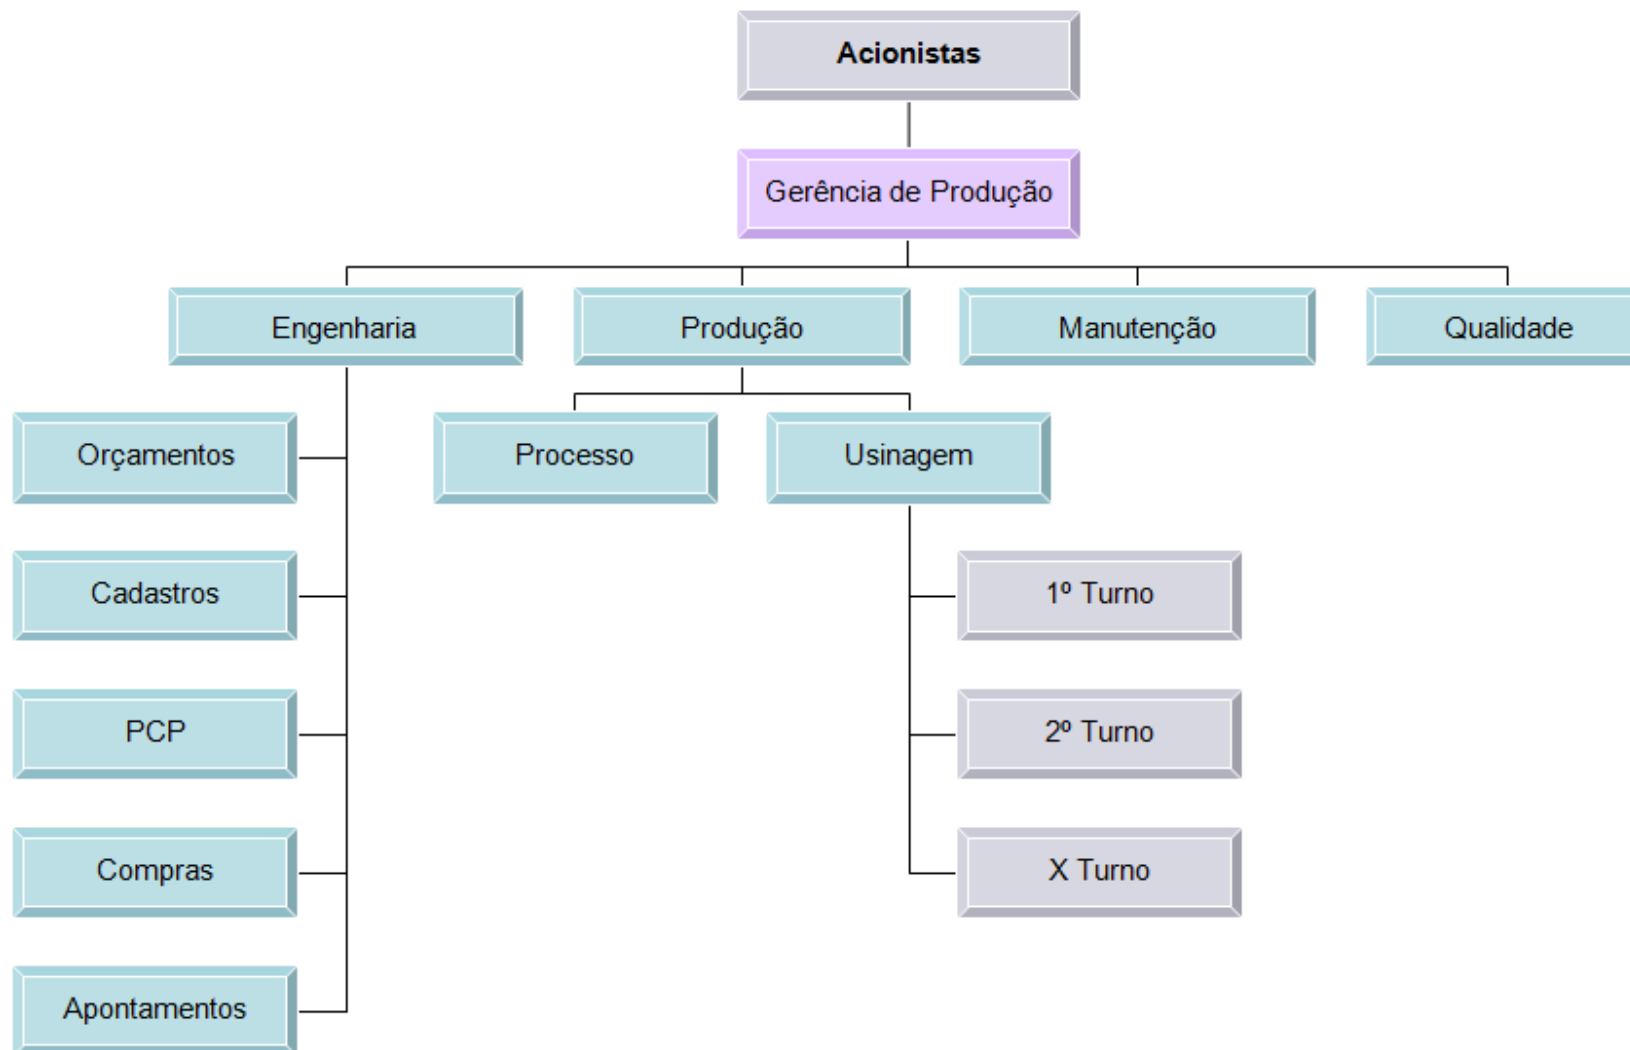 Acionistas
Gerência de Produção
Engenharia
Produção
Manutenção
Qualidade
Orçamentos
Processo
Usinagem
Cadastros
1º Turno
PCP
2º Turno
Compras
X Turno
Apontamentos